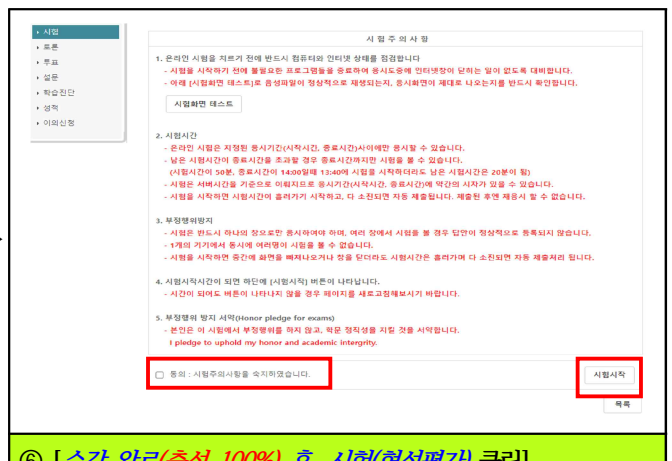 시험
토론
투표
설문
학습진단
성적
이의신청
시 험 주 의 사 항
1. 온라인 시험을 치르기 전에 반드시 컴퓨터의 인터넷 상태를 점검합니다
- 시험을 시작하기 전에 불필요한 프로그램들을 종료하여 응시도중에 인터넷창이 닫히는 일이 없도록 대비합니다.
- 아래 [시험화면 테스트]로 음성파일이 정상적으로 재생되는지, 응시화면이 제대로 나오는지를 반드시 확인합니다.
시험화면 테스트
2. 시험시간
- 온라인 시험은 지정된 응시기간(시작시간, 종료시간)사이에만 응시할 수 있습니다.
- 남은 시험시간이 종료시간을 초과할 경우 종료시간까지만 시험을 볼 수 있습니다.
(시험시간이 50분, 종료시간이 14:00일때 13:40에 시험을 시작하더라도 남은 시험시간은 20분이 됨)
- 시험은 서버시간을 기준으로 이뤄지므로 응시기간(시작시간, 종료시간)에 약간의 시차가 있을 수 있습니다.
- 시험을 시작하면 시험시간이 흘러가기 시작하고, 다 소진되면 자동 제출됩니다. 제출된 후엔 재응시 할 수 없습니다.
3. 부정행위방지
- 시험은 반드시 하나의 창으로만 응시하여야 하며, 여러 창에서 시험을 볼 경우 답안이 정상적으로 등록되지 않습니다.
- 1개의 기기에서 동시에 여러명이 시험을 볼 수 없습니다.
- 시험을 시작하면 중간에 화면을 빠져나오거나 창을 닫더라도 시험시간은 흘러가며 다 소진되면 자동 제출처리 됩니다.
4. 시험시작시간이 되면 하단에 [시험시작] 버튼이 나타납니다.
- 시간이 되어도 버튼이 나타나지 않을 경우 페이지를 새로고침해보시기 바랍니다.
5. 부정행위 방지 서약(Honor pledge for exams)
- 본인은 이 시험에서 부정행위를 하지 않고, 학문 정직성을 지킬 것을 서약합니다.
I pledge to uphold my honor and academic intergrity.
동의 : 시험주의사항을 숙지하였습니다.
시험시작
목록
⑥ [수강 완료(출석 100%) 후, 시험(형성평가) 클릭]